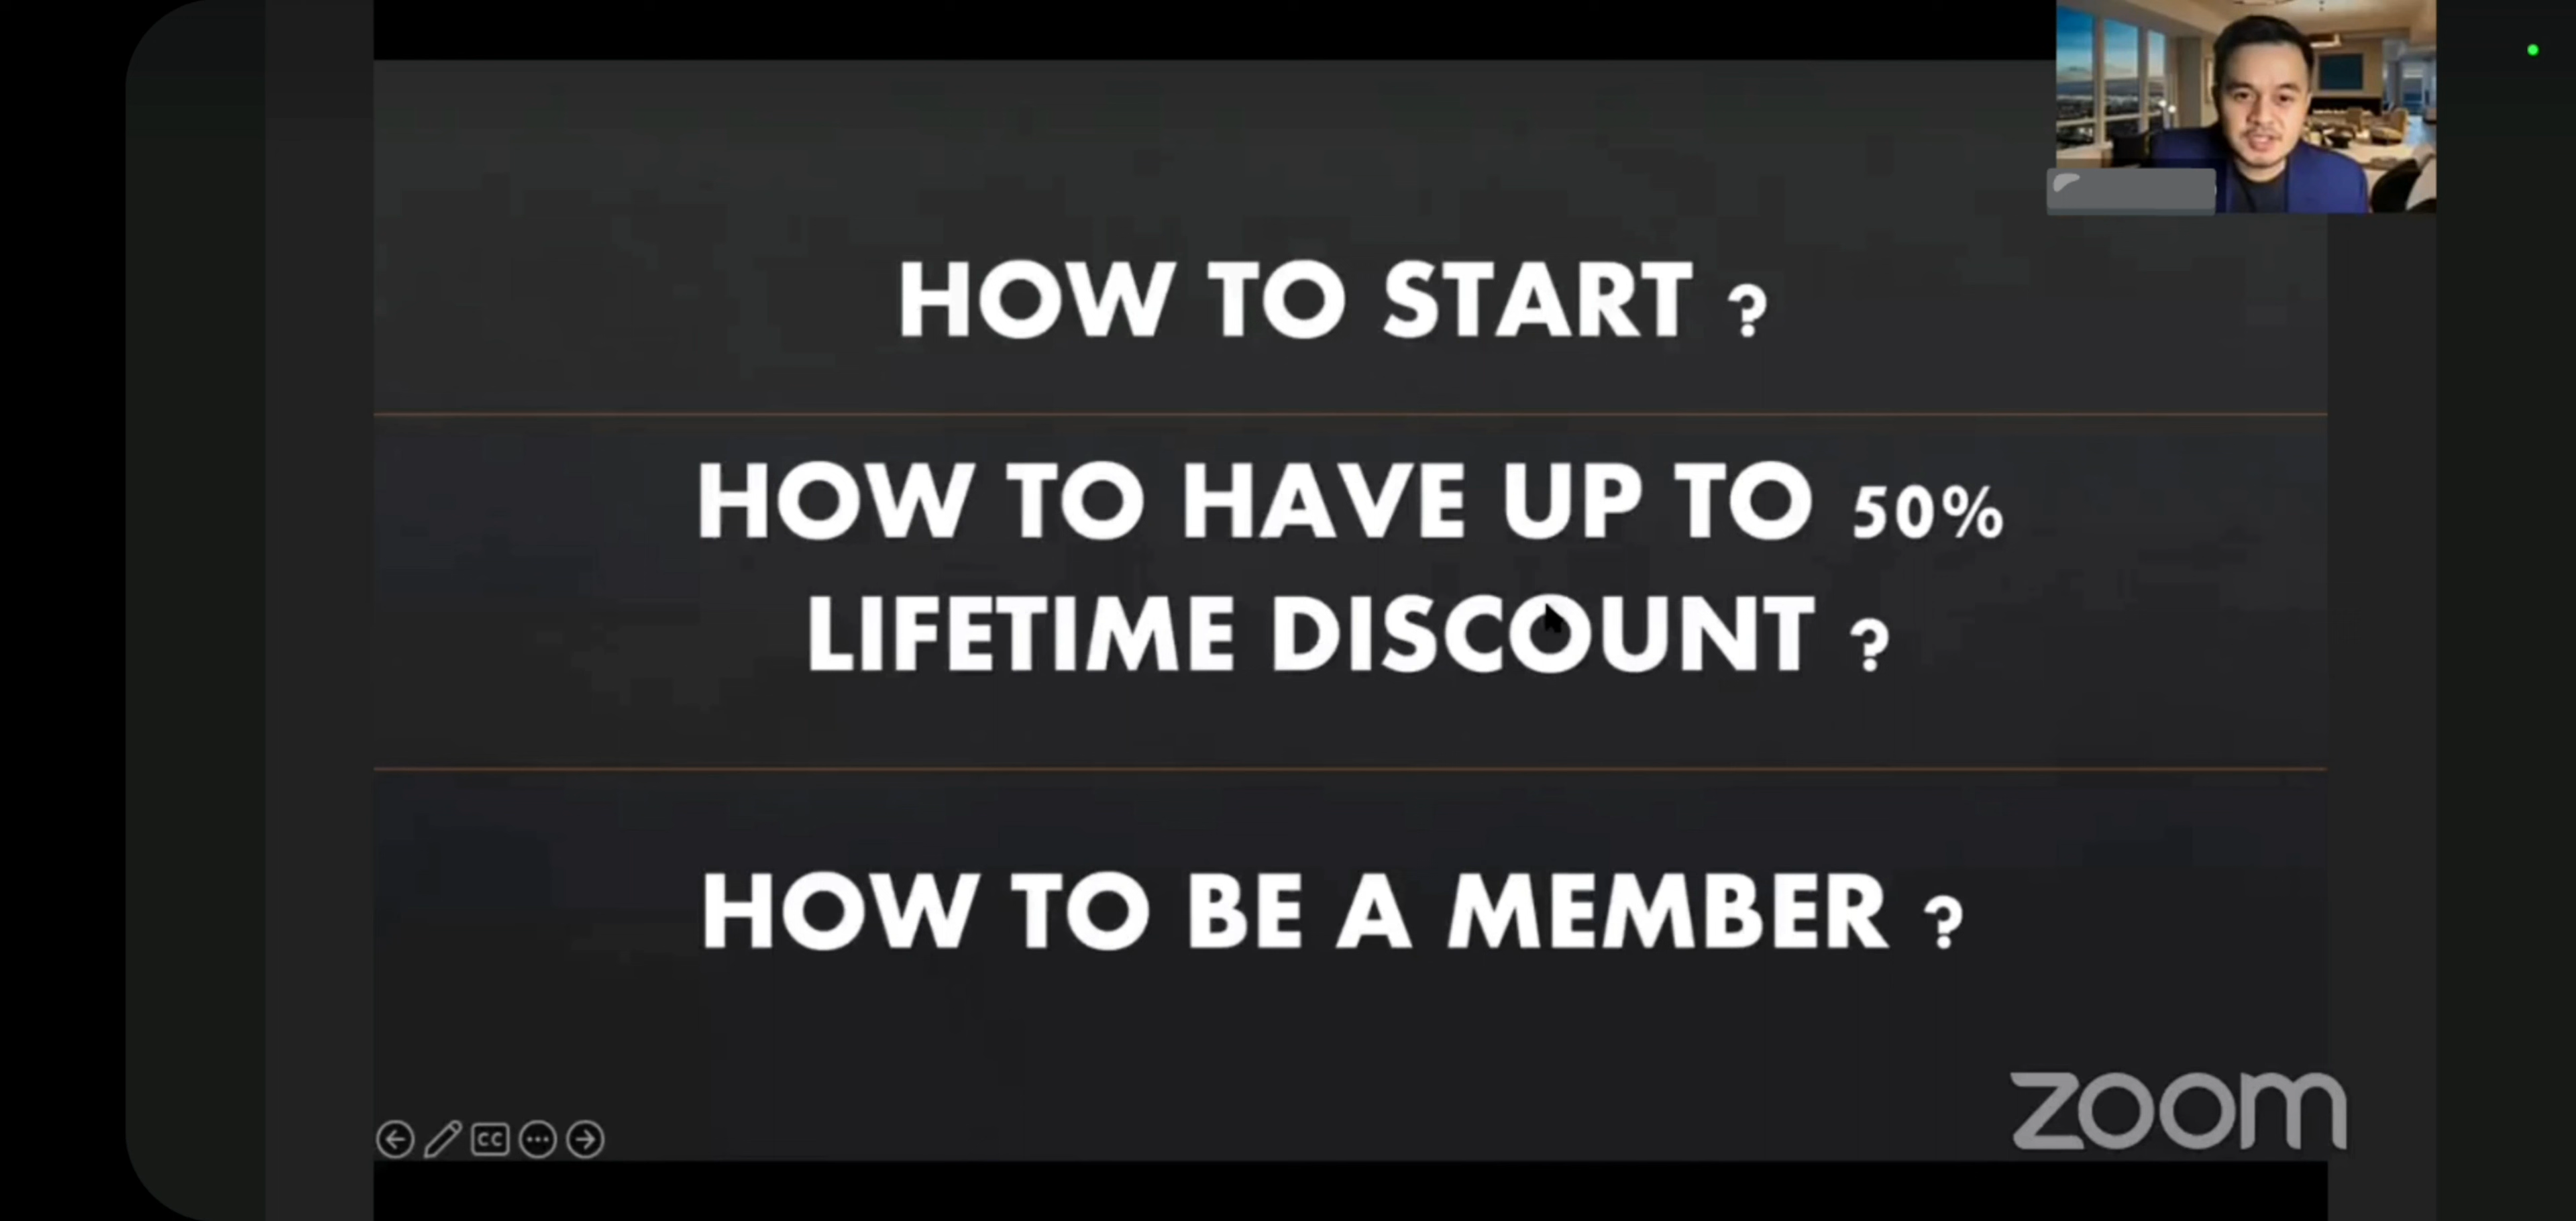 HOW TO START ?
HOW TO HAVE UP TO 50%
LIFETIME DISCOUNT ?
HOW TO BE A MEMBER ?
CC
zoom